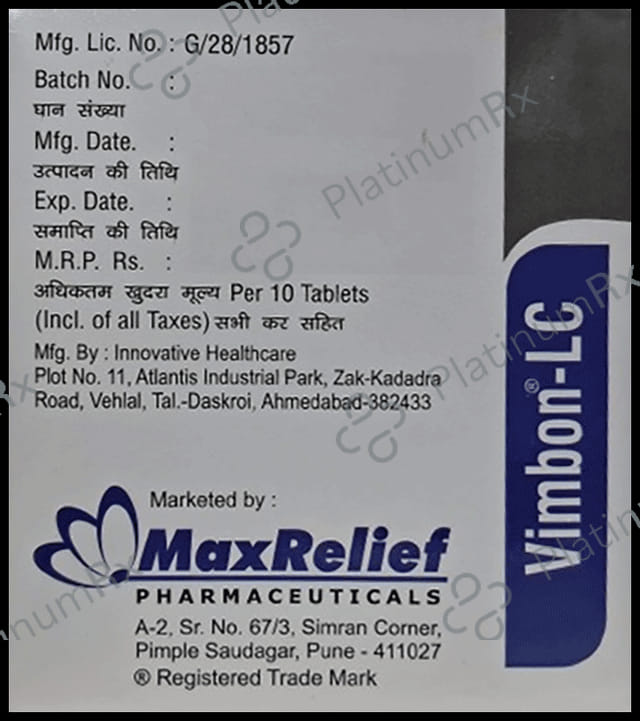 Mfg. Lic. No. : G/28/1857
Batch No. :
घान संख्या
Mfg. Date. :
उत्पादन की तिथि
Exp. Date. :
समाप्ति की तिथि
M.R.P. Rs. :
अधिकतम खुदरा मूल्य Per 10 Tablets
(Incl. of all Taxes) सभी कर सहित
Mfg. By : Innovative Healthcare
Plot No. 11, Atlantis Industrial Park, Zak-Kadadra
Road, Vehlal, Tal.-Daskroi, Ahmedabad-382433
Marketed by :
MaxRelief
PHARMACEUTICALS
A-2, Sr. No. 67/3, Simran Corner,
Pimple Saudagar, Pune - 411027
® Registered Trade Mark
Vimbon®-LC
PlatinumRx
PlatinumRx
PlatinumRx
PlatinumRx